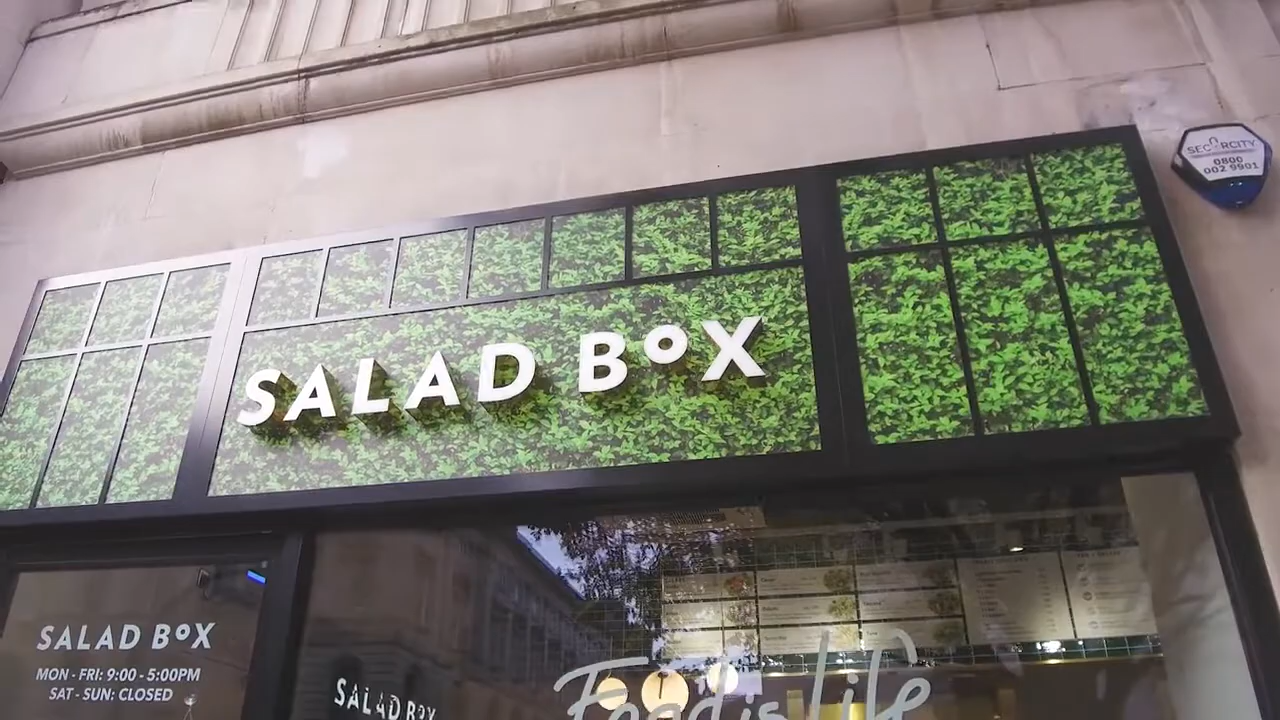 SECURCITY
0800
002 9901
SALAD BOX
SALAD BOX
MON - FRI: 9:00 - 5:00PM
SAT - SUN: CLOSED
SALAD BOX
Food is Life